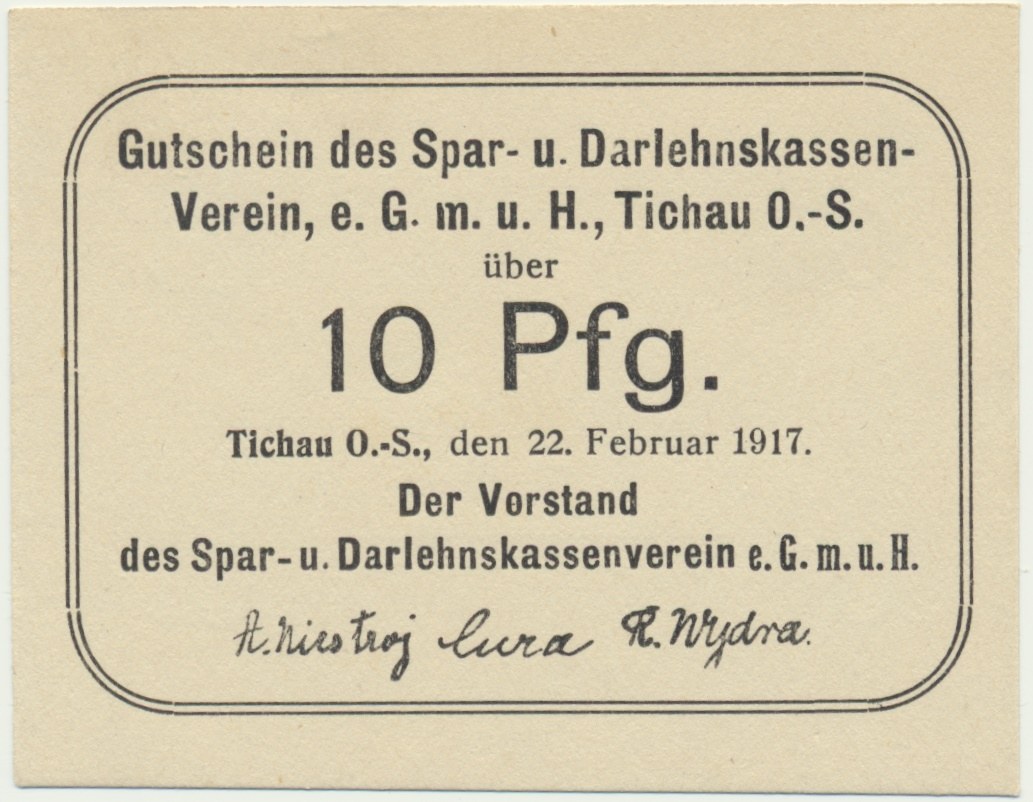 Gutschein des Spar- u. Darlehnskassen-
Verein, e. G. m. u. H., Tichau O.-S.
über
10 Pfg.
Tichau O.-S., den 22. Februar 1917.
Der Vorstand
des Spar- u. Darlehnskassenverein e. G. m. u. H.
A. Niestroj Cura R. Wydra.